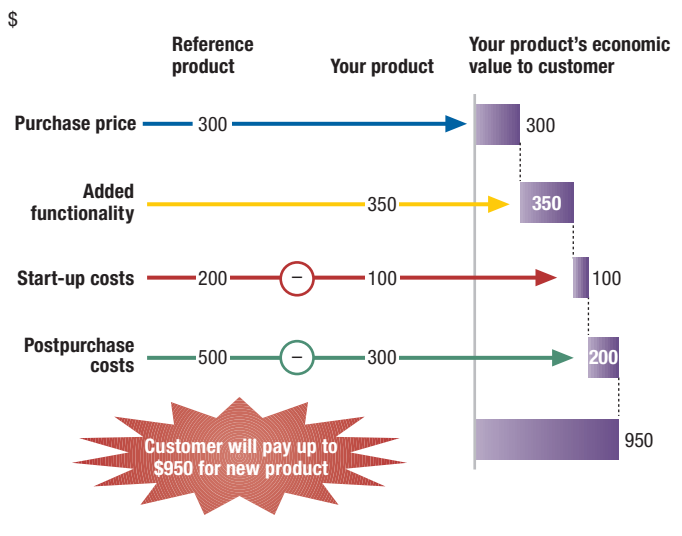 $
Reference
product
Your product
Your product's economic
value to customer
Purchase price
300
300
Added
functionality
350
350
Start-up costs
200
–
100
100
Postpurchase
costs
500
–
300
200
Customer will pay up to
$950 for new product
950